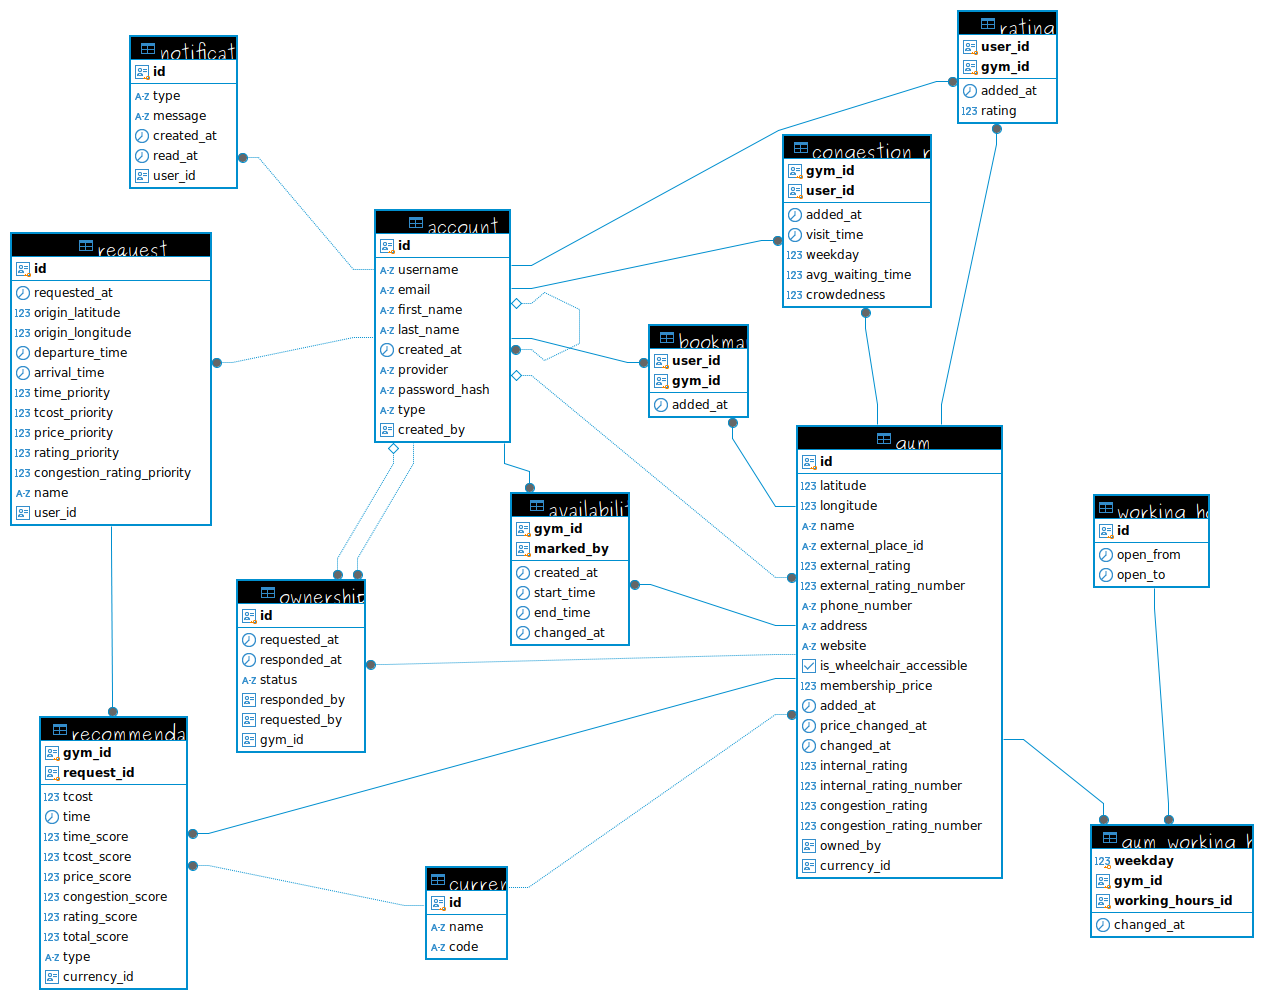 notificat
id
type
message
created_at
read_at
user_id
rating
user_id
gym_id
added_at
rating
congestion_r
gym_id
user_id
added_at
visit_time
weekday
avg_waiting_time
crowdedness
account
id
username
email
first_name
last_name
created_at
provider
password_hash
type
created_by
request
id
requested_at
origin_latitude
origin_longitude
departure_time
arrival_time
time_priority
tcost_priority
price_priority
rating_priority
congestion_rating_priority
name
user_id
bookma
user_id
gym_id
added_at
gym
id
latitude
longitude
name
external_place_id
external_rating
external_rating_number
phone_number
address
website
is_wheelchair_accessible
membership_price
added_at
price_changed_at
changed_at
internal_rating
internal_rating_number
congestion_rating
congestion_rating_number
owned_by
currency_id
availabilit
gym_id
marked_by
created_at
start_time
end_time
changed_at
working_ho
id
open_from
open_to
ownership
id
requested_at
responded_at
status
responded_by
requested_by
gym_id
recommenda
gym_id
request_id
tcost
time
time_score
tcost_score
price_score
congestion_score
rating_score
total_score
type
currency_id
curren
id
name
code
gym_working_h
weekday
gym_id
working_hours_id
changed_at